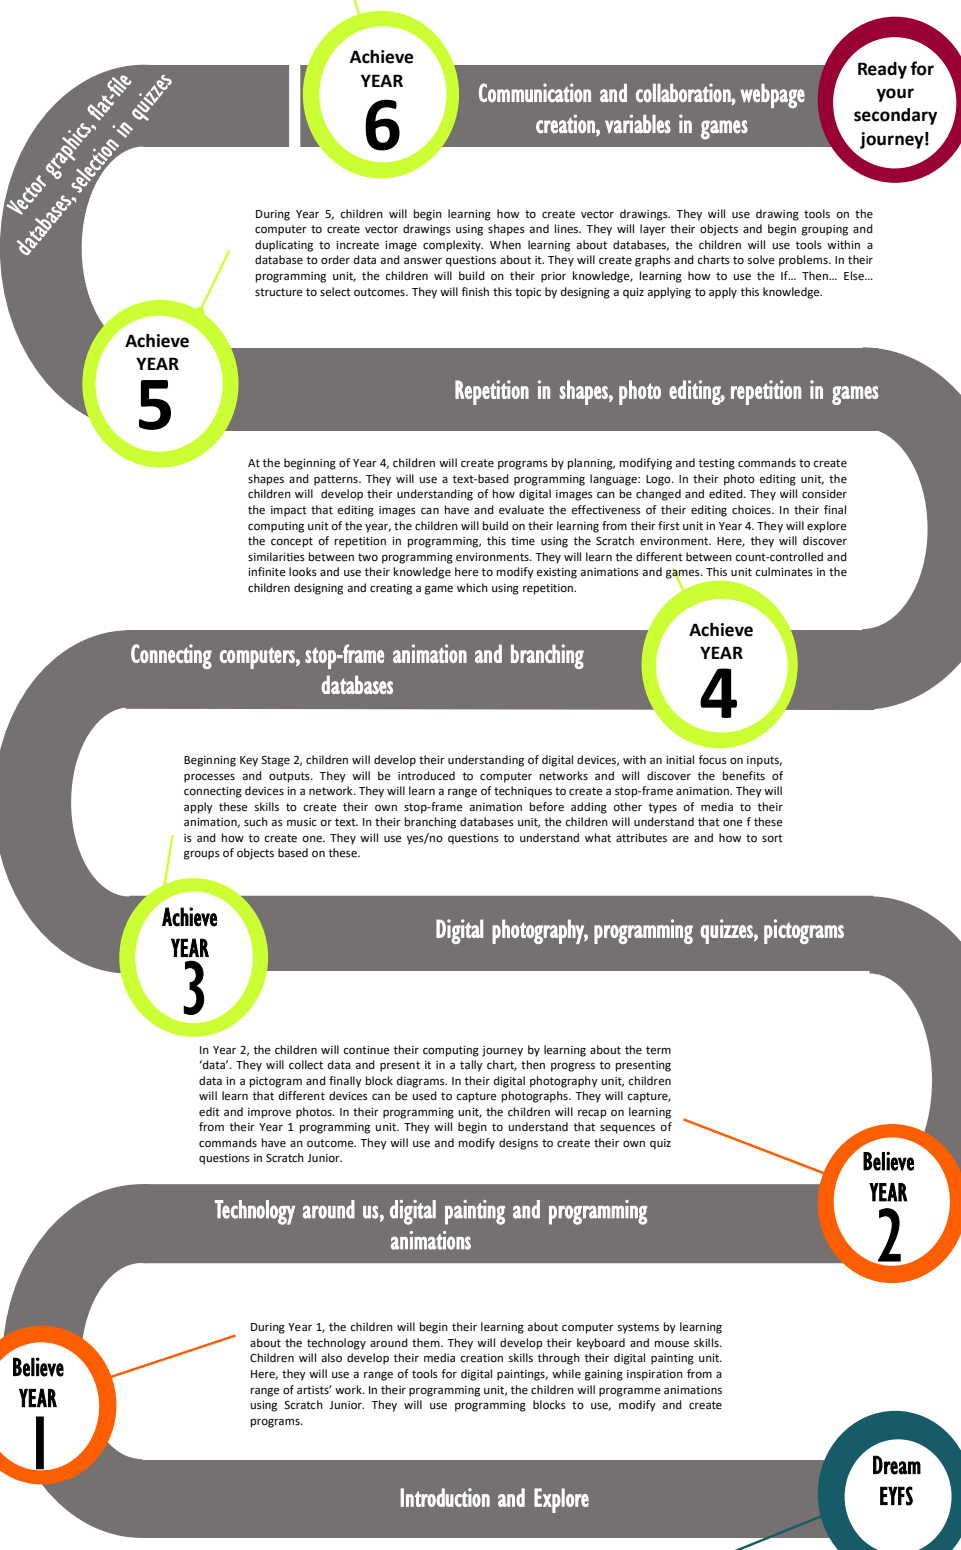 Achieve
YEAR
6
Communication and collaboration, webpage
creation, variables in games
Ready for
your
secondary
journey!
Vector graphics, flat-file
databases, selection in quizzes
During Year 5, children will begin learning how to create vector drawings. They will use drawing tools on the
computer to create vector drawings using shapes and lines. They will layer their objects and begin grouping and
duplicating to increate image complexity. When learning about databases, the children will use tools within a
database to order data and answer questions about it. They will create graphs and charts to solve problems. In their
programming unit, the children will build on their prior knowledge, learning how to use the If... Then... Else...
structure to select outcomes. They will finish this topic by designing a quiz applying to apply this knowledge.
Achieve
YEAR
5
Repetition in shapes, photo editing, repetition in games
At the beginning of Year 4, children will create programs by planning, modifying and testing commands to create
shapes and patterns. They will use a text-based programming language: Logo. In their photo editing unit, the
children will develop their understanding of how digital images can be changed and edited. They will consider
the impact that editing images can have and evaluate the effectiveness of their editing choices. In their final
computing unit of the year, the children will build on their learning from their first unit in Year 4. They will explore
the concept of repetition in programming, this time using the Scratch environment. Here, they will discover
similarities between two programming environments. They will learn the different between count-controlled and
infinite looks and use their knowledge here to modify existing animations and games. This unit culminates in the
children designing and creating a game which using repetition.
Achieve
YEAR
4
Connecting computers, stop-frame animation and branching
databases
Beginning Key Stage 2, children will develop their understanding of digital devices, with an initial focus on inputs,
processes and outputs. They will be introduced to computer networks and will discover the benefits of
connecting devices in a network. They will learn a range of techniques to create a stop-frame animation. They will
apply these skills to create their own stop-frame animation before adding other types of media to their
animation, such as music or text. In their branching databases unit, the children will understand that one f these
is and how to create one. They will use yes/no questions to understand what attributes are and how to sort
groups of objects based on these.
Achieve
YEAR
3
Digital photography, programming quizzes, pictograms
In Year 2, the children will continue their computing journey by learning about the term
‘data’. They will collect data and present it in a tally chart, then progress to presenting
data in a pictogram and finally block diagrams. In their digital photography unit, children
will learn that different devices can be used to capture photographs. They will capture,
edit and improve photos. In their programming unit, the children will recap on learning
from their Year 1 programming unit. They will begin to understand that sequences of
commands have an outcome. They will use and modify designs to create their own quiz
questions in Scratch Junior.
Believe
YEAR
2
Technology around us, digital painting and programming
animations
During Year 1, the children will begin their learning about computer systems by learning
about the technology around them. They will develop their keyboard and mouse skills.
Children will also develop their media creation skills through their digital painting unit.
Here, they will use a range of tools for digital paintings, while gaining inspiration from a
range of artists’ work. In their programming unit, the children will programme animations
using Scratch Junior. They will use programming blocks to use, modify and create
programs.
Believe
YEAR
1
Introduction and Explore
Dream
EYFS